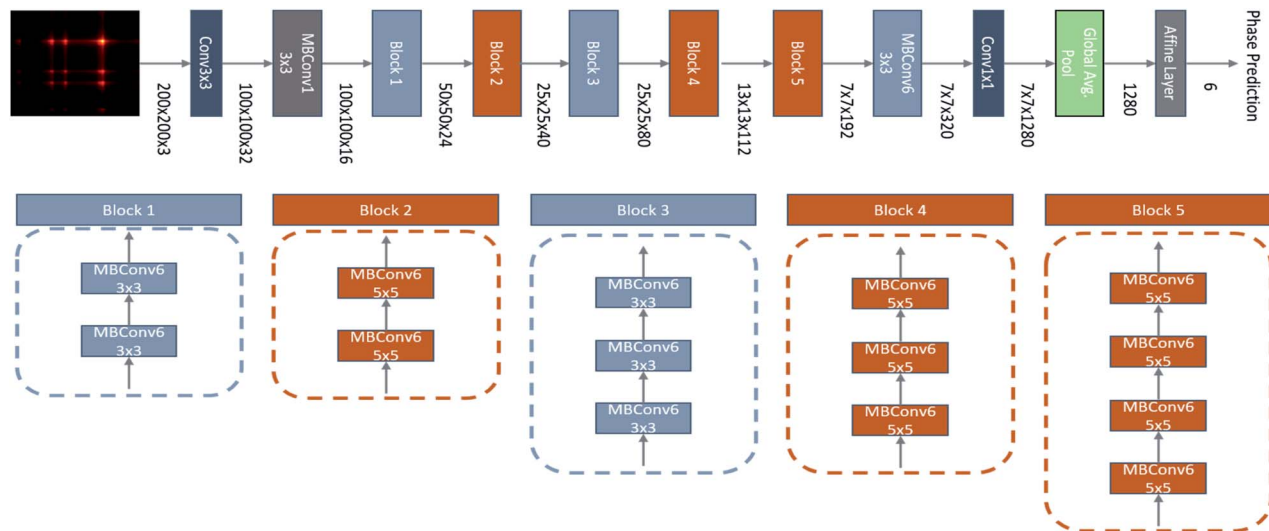 200x200x3
Conv3x3
100x100x32
MBConv1
3x3
100x100x16
Block 1
50x50x24
Block 2
25x25x40
Block 3
25x25x80
Block 4
13x13x112
Block 5
7x7x192
MBConv6
3x3
7x7x320
Conv1x1
7x7x1280
Global Avg.
Pool
1280
Affine Layer
6
Phase Prediction
Block 1
MBConv6
3x3
MBConv6
3x3
Block 2
MBConv6
5x5
MBConv6
5x5
Block 3
MBConv6
3x3
MBConv6
3x3
MBConv6
3x3
Block 4
MBConv6
5x5
MBConv6
5x5
MBConv6
5x5
Block 5
MBConv6
5x5
MBConv6
5x5
MBConv6
5x5
MBConv6
5x5